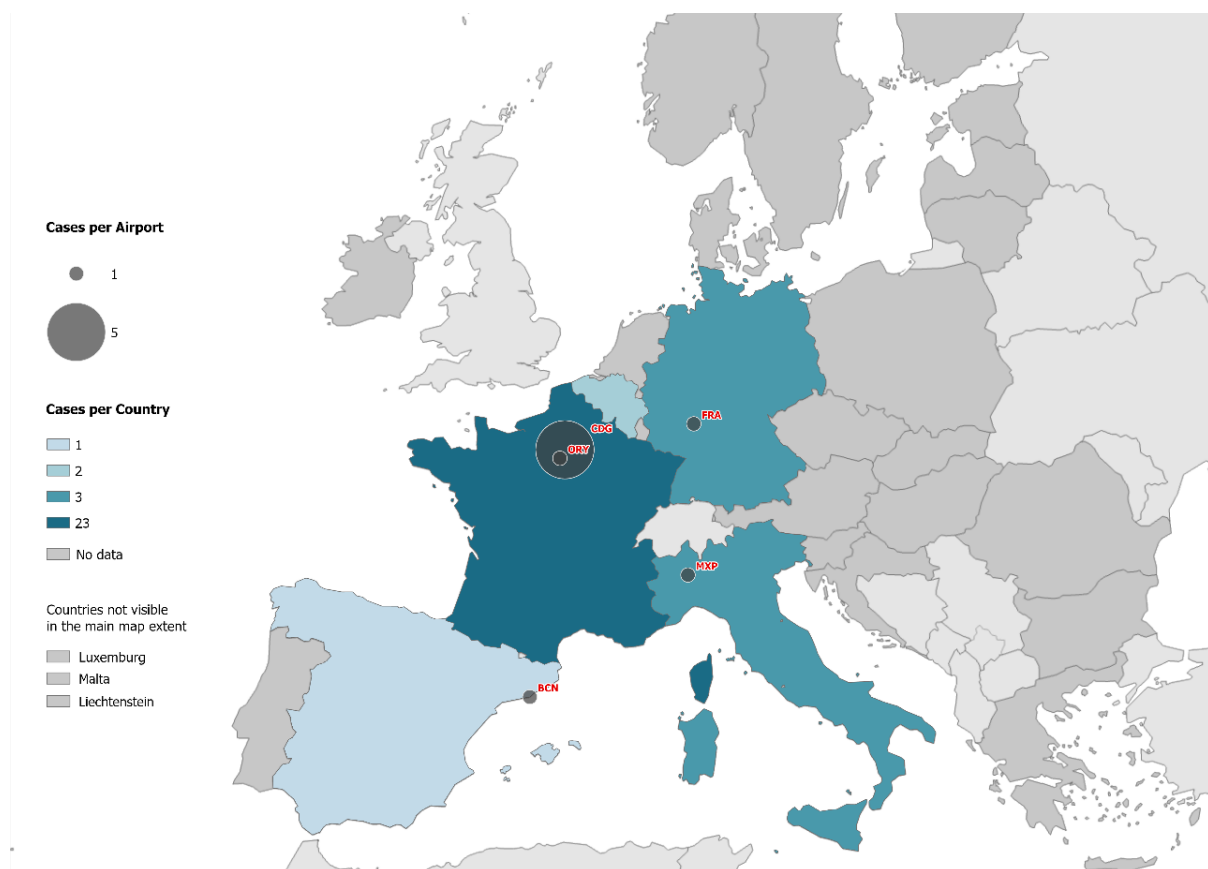 Cases per Airport
1
5
Cases per Country
1
2
3
23
No data
Countries not visible
in the main map extent
Luxemburg
Malta
Liechtenstein
FRA
CDG
ORY
MXP
BCN